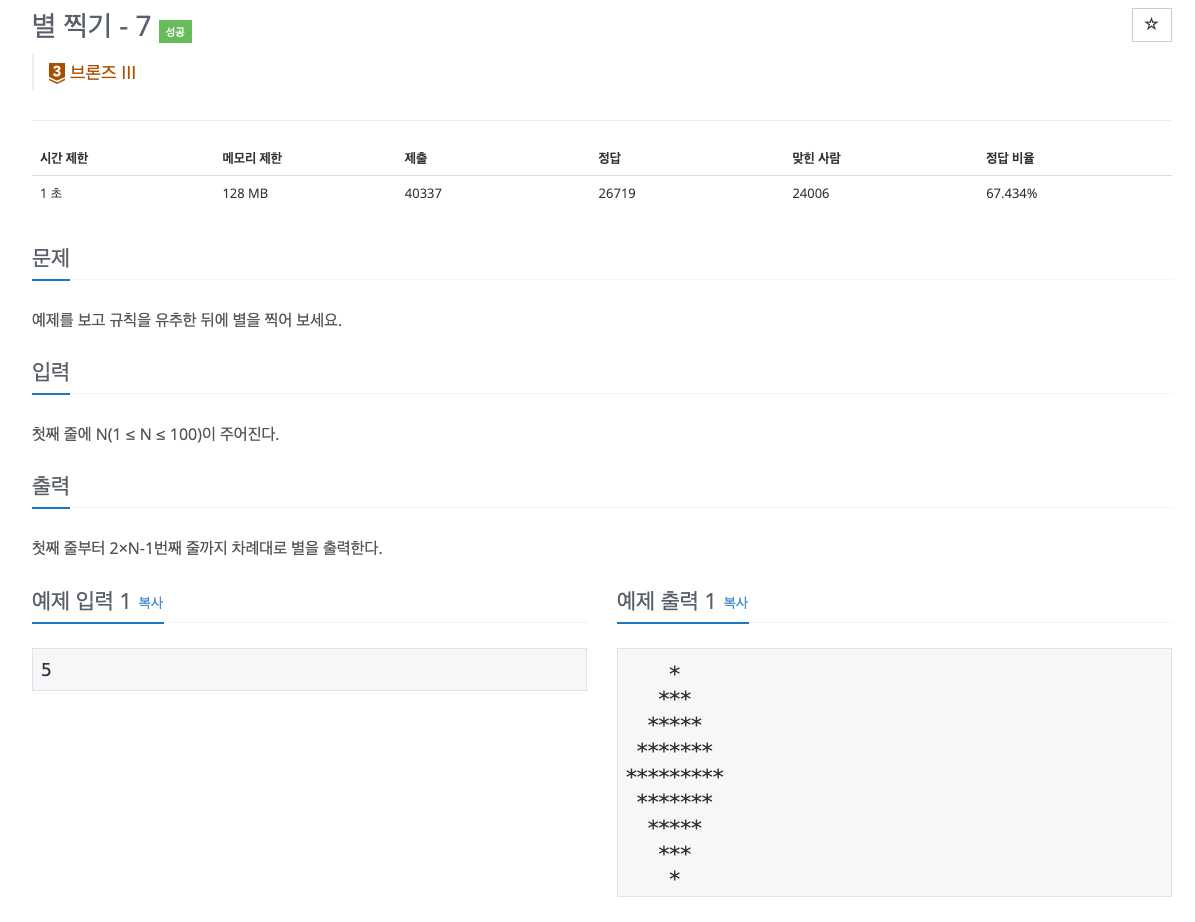 별 찍기 - 7 성공
☆
3 브론즈 III
시간 제한 메모리 제한 제출 정답 맞힌 사람 정답 비율
1 초 128 MB 40337 26719 24006 67.434%
문제
예제를 보고 규칙을 유추한 뒤에 별을 찍어 보세요.
입력
첫째 줄에 N(1 ≤ N ≤ 100)이 주어진다.
출력
첫째 줄부터 2×N-1번째 줄까지 차례대로 별을 출력한다.
예제 입력 1 복사
5
예제 출력 1 복사
    *
   ***
  *****
 *******
*********
 *******
  *****
   ***
    *